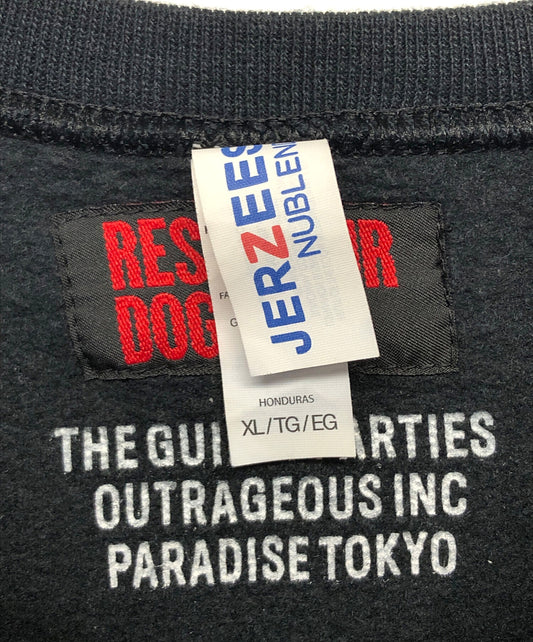 JERZEES
NUBLEN
RES
DOG
HONDURAS
XL/TG/EG
THE GUI ARTIES
OUTRAGEOUS INC
PARADISE TOKYO